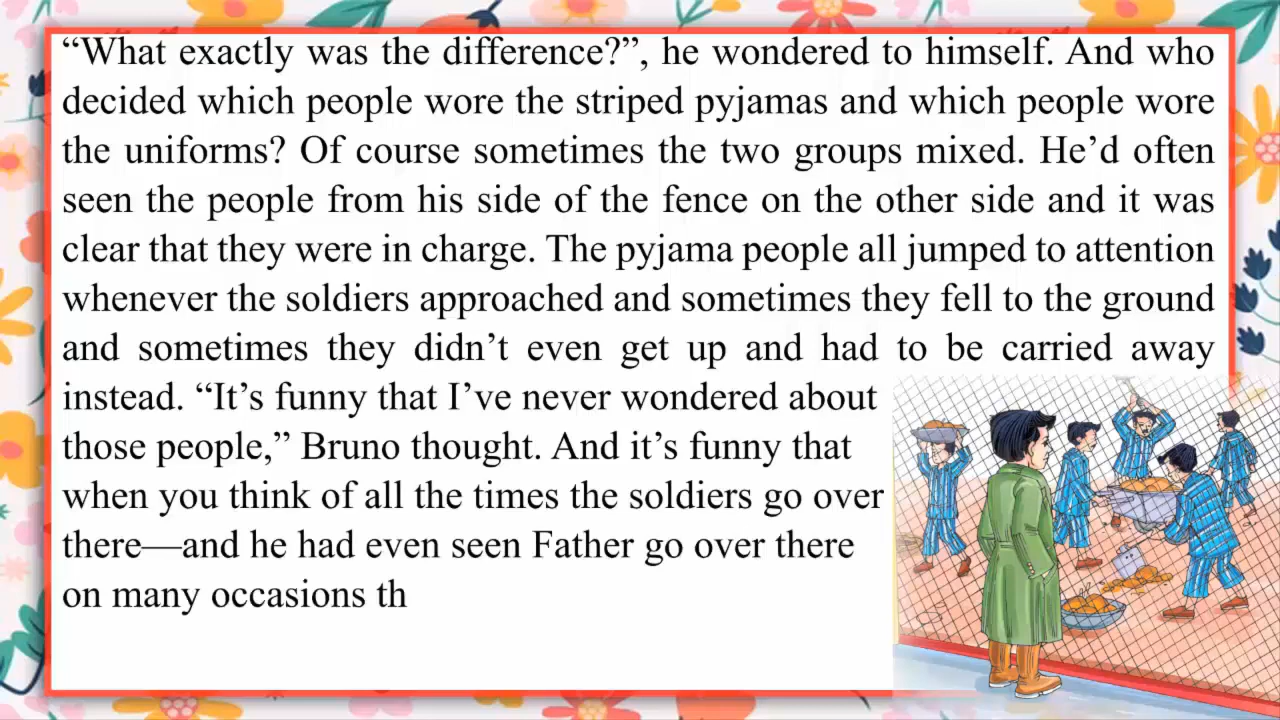 “What exactly was the difference?”, he wondered to himself. And who
decided which people wore the striped pyjamas and which people wore
the uniforms? Of course sometimes the two groups mixed. He’d often
seen the people from his side of the fence on the other side and it was
clear that they were in charge. The pyjama people all jumped to attention
whenever the soldiers approached and sometimes they fell to the ground
and sometimes they didn’t even get up and had to be carried away
instead. “It’s funny that I’ve never wondered about
those people,” Bruno thought. And it’s funny that
when you think of all the times the soldiers go over
there—and he had even seen Father go over there
on many occasions th